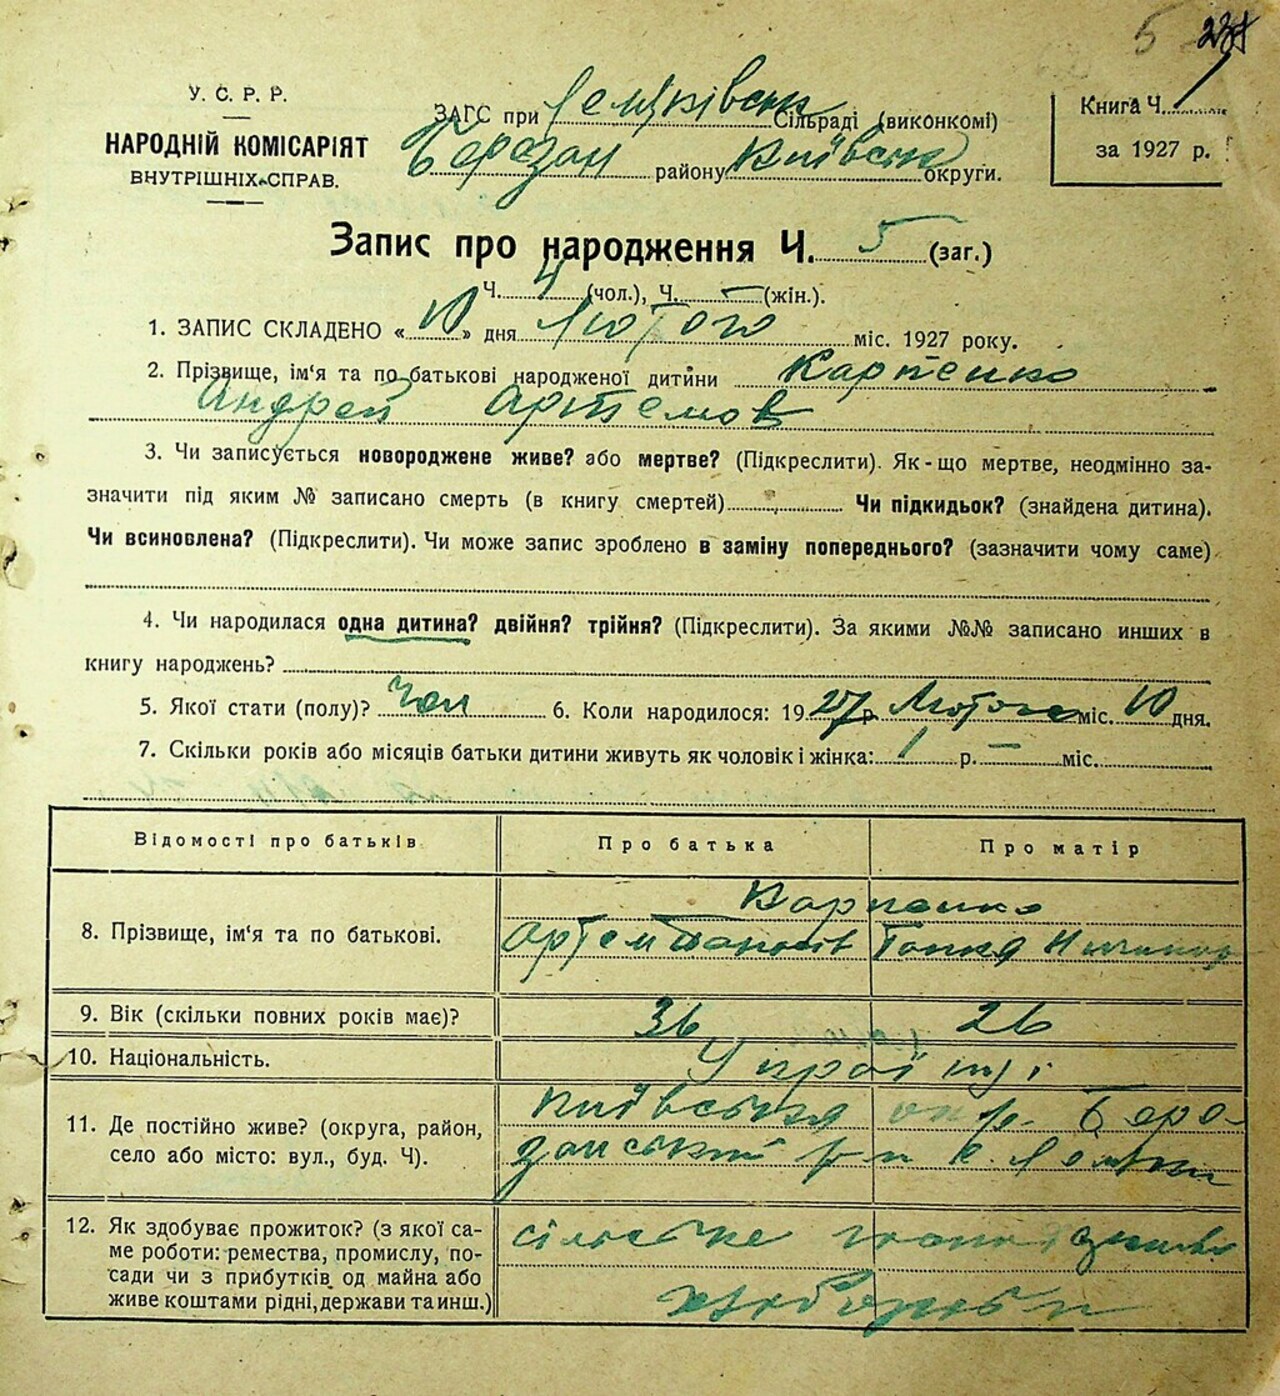 5 231
У. С. Р. Р.
НАРОДНІЙ КОМІСАРІЯТ
ВНУТРІШНІХ СПРАВ.
ЗАГС при Сільраді (виконкомі)
Березан району Київськ округи.
Книга Ч. 1
за 1927 р.
Запис про народження Ч. 5 (заг.)
Ч. 4 (чол.), Ч. — (жін.).
1. ЗАПИС СКЛАДЕНО « 10 » дня Лютого міс. 1927 року.
2. Прізвище, ім'я та по батькові народженої дитини Карпенко
Андрей Артемов
3. Чи записується новороджене живе? або мертве? (Підкреслити). Як-що мертве, неодмінно за-
значити під яким № записано смерть (в книгу смертей) Чи підкидьок? (знайдена дитина).
Чи всиновлена? (Підкреслити). Чи може запис зроблено в заміну попереднього? (зазначити чому саме)
4. Чи народилася одна дитина? двійня? трійня? (Підкреслити). За якими №№ записано инших в
книгу народжень?
5. Якої стати (полу)? Чол 6. Коли народилося: 1927 р. Лютого міс. 10 дня.
7. Скільки років або місяців батьки дитини живуть як чоловік і жінка: 1 р. — міс.
Відомості про батьків Про батька Про матір
8. Прізвище, ім'я та по батькові. Карпенко
Артем
9. Вік (скільки повних років має)? 36 26
10. Національність. Українці
11. Де постійно живе? (округа, район, Київська окр. Бере-
село або місто: вул., буд. Ч). занський р-н с.
12. Як здобуває прожиток? (з якої са- сільське
ме роботи: ремества, промислу, по-
сади чи з прибутків од майна або
живе коштами рідні, держави та инш.) хлібороби